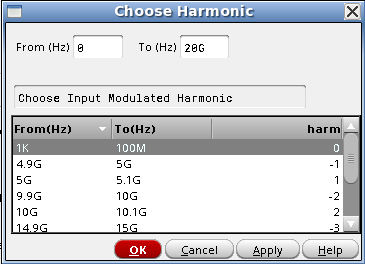 Choose Harmonic
From (Hz) 0 To (Hz) 20G
Choose Input Modulated Harmonic
From(Hz) To(Hz) harm
1K 100M 0
4.9G 5G -1
5G 5.1G 1
9.9G 10G -2
10G 10.1G 2
14.9G 15G -3
OK Cancel Apply Help